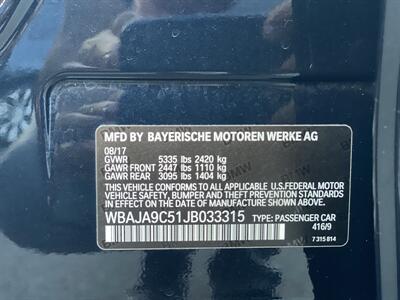 MFD BY BAYERISCHE MOTOREN WERKE AG
08/17
GVWR 5335 lbs 2420 kg
GAWR FRONT 2447 lbs 1110 kg
GAWR REAR 3095 lbs 1404 kg
THIS VEHICLE CONFORMS TO ALL APPLICABLE U.S.FEDERAL MOTOR
VEHICLE SAFETY, BUMPER AND THEFT PREVENTION STANDARDS
IN EFFECT ON THE DATE OF MANUFACTURE SHOWN ABOVE.
WBAJA9C51JB033315 TYPE: PASSENGER CAR
416/9
7 315 814